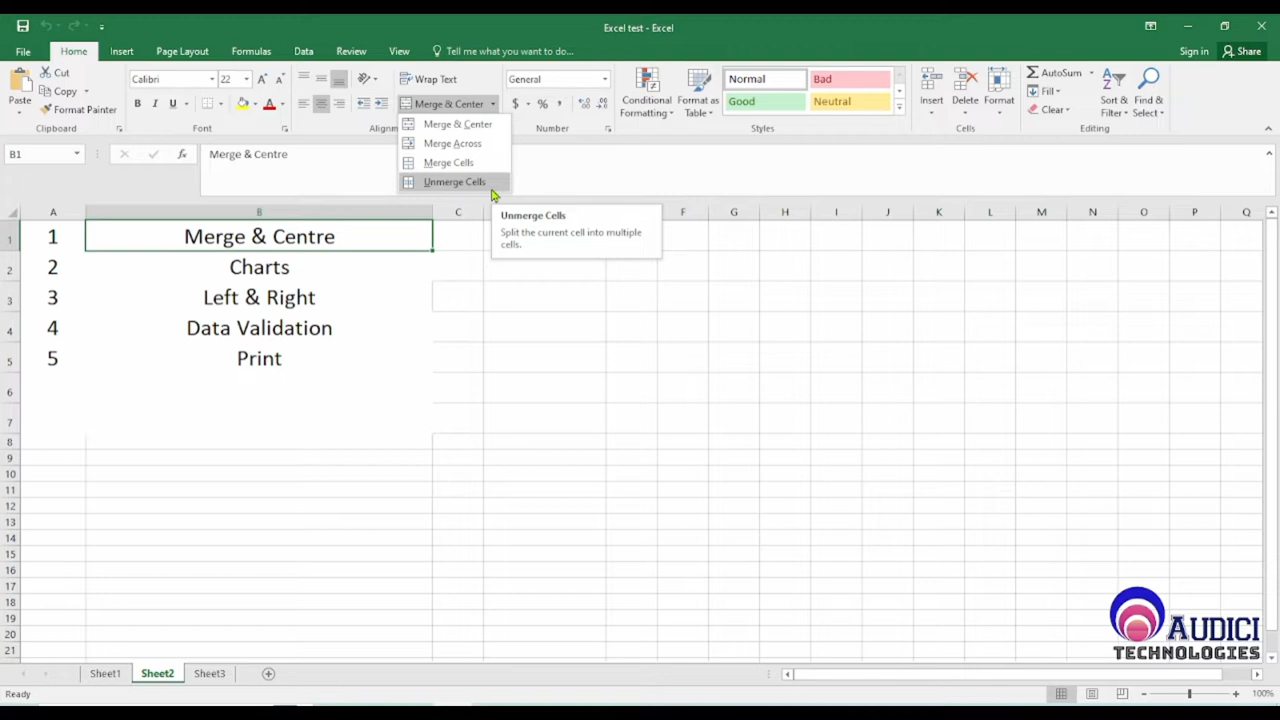 Excel test - Excel
File Home Insert Page Layout Formulas Data Review View Tell me what you want to do... Sign in Share
Cut
Copy
Format Painter
Paste
Clipboard
Calibri 22
B I U
Font
Wrap Text
Merge & Center
Merge & Center
Merge Across
Merge Cells
Unmerge Cells
General
$ % ,
Number
Conditional Formatting
Format as Table
Normal Bad
Good Neutral
Styles
Insert Delete Format
Cells
AutoSum
Fill
Clear
Sort & Filter
Find & Select
Editing
B1 fx Merge & Centre
Unmerge Cells
Split the current cell into multiple
cells.
A B C F G H I J K L M N O P Q
1 1 Merge & Centre
2 2 Charts
3 3 Left & Right
4 4 Data Validation
5 5 Print
6
7
8
9
10
11
12
13
14
15
16
17
18
19
20
21
AUDICI
TECHNOLOGIES
Sheet1 Sheet2 Sheet3
Ready 100%